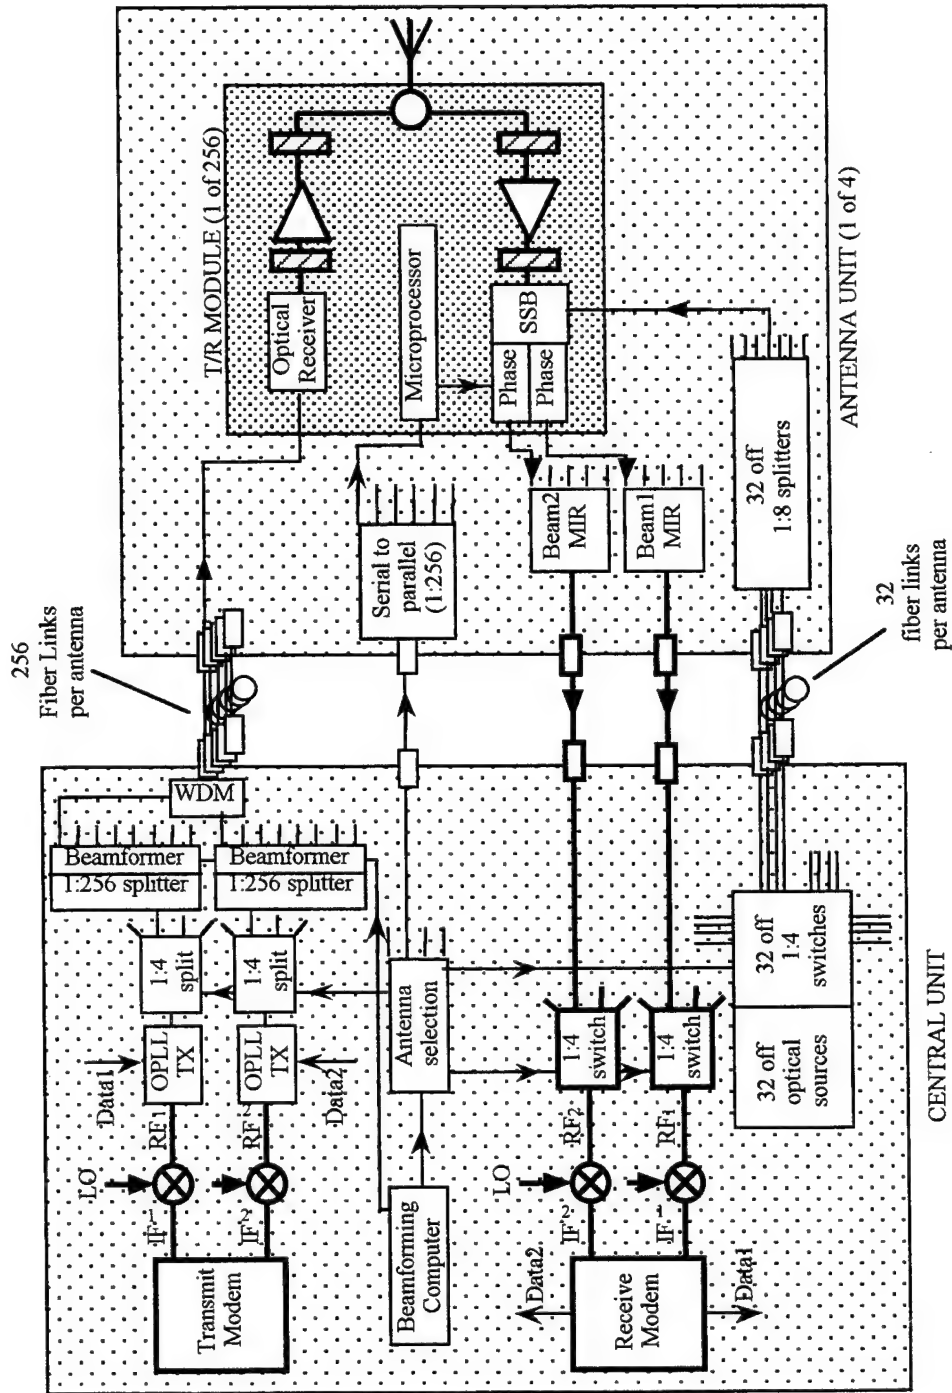 256
Fiber Links
per antenna
T/R MODULE (1 of 256)
Optical
Receiver
Microprocessor
Phase
Phase
SSB
ANTENNA UNIT (1 of 4)
Serial to
parallel
(1:256)
Beam2
MIR
Beam1
MIR
32 off
1:8 splitters
32
fiber links
per antenna
WDM
Beamformer
1:256 splitter
Beamformer
1:256 splitter
1:4
split
1:4
split
OPLL
TX
OPLL
TX
Data1
Data2
RF1
RF2
LO
IF1
IF2
Transmit
Modem
Antenna
selection
Beamforming
Computer
1:4
switch
1:4
switch
RF2
RF1
LO
IF2
IF1
Data2
Data1
Receive
Modem
32 off
1:4
switches
32 off
optical
sources
CENTRAL UNIT